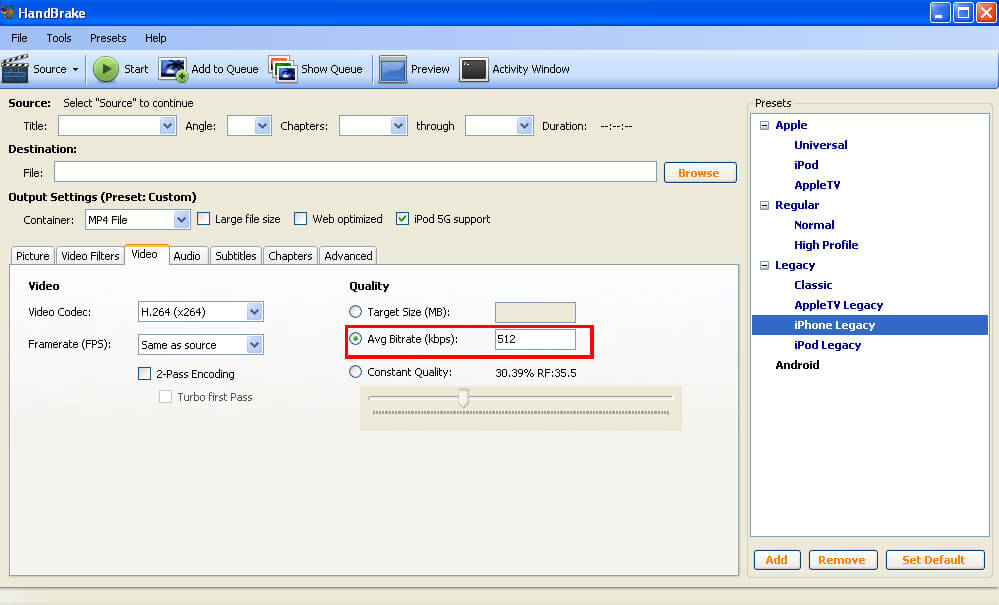 HandBrake
File Tools Presets Help
Source Start Add to Queue Show Queue Preview Activity Window
Source: Select "Source" to continue
Title: Angle: Chapters: through Duration: --:--:--
Destination:
File: Browse
Output Settings (Preset: Custom)
Container: MP4 File Large file size Web optimized iPod 5G support
Picture Video Filters Video Audio Subtitles Chapters Advanced
Video
Video Codec: H.264 (x264)
Framerate (FPS): Same as source
2-Pass Encoding
Turbo first Pass
Quality
Target Size (MB):
Avg Bitrate (kbps): 512
Constant Quality: 30.39% RF:35.5
Presets
Apple
Universal
iPod
AppleTV
Regular
Normal
High Profile
Legacy
Classic
AppleTV Legacy
iPhone Legacy
iPod Legacy
Android
Add Remove Set Default